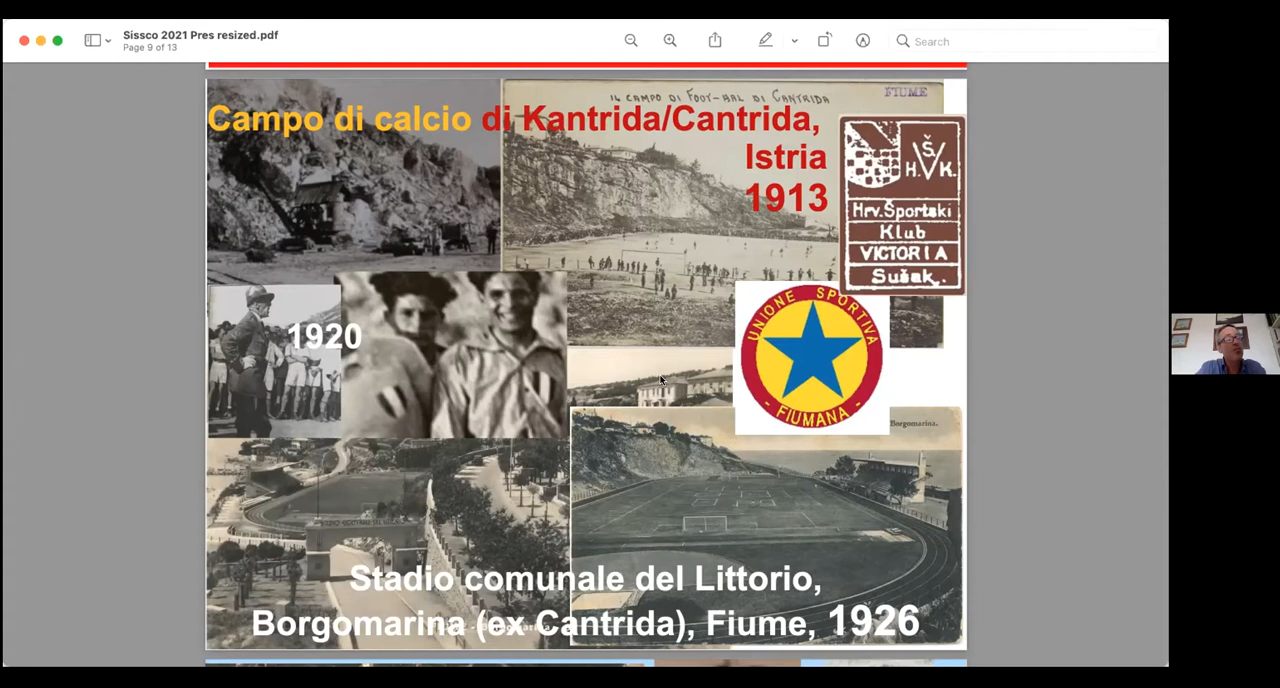 Sissco 2021 Pres resized.pdf
Page 9 of 13
Search
IL CAMPO DI FOOT-BAL DI CANTRIDA
FIUME
Campo di calcio di Kantrida/Cantrida,
Istria
1913
Š
H.V.K.
Hrv.Športski
Klub
VICTORIA
Sušak.
1920
UNIONE SPORTIVA
- FIUMANA -
Borgomarina.
Stadio comunale del Littorio,
Borgomarina (ex Cantrida), Fiume, 1926